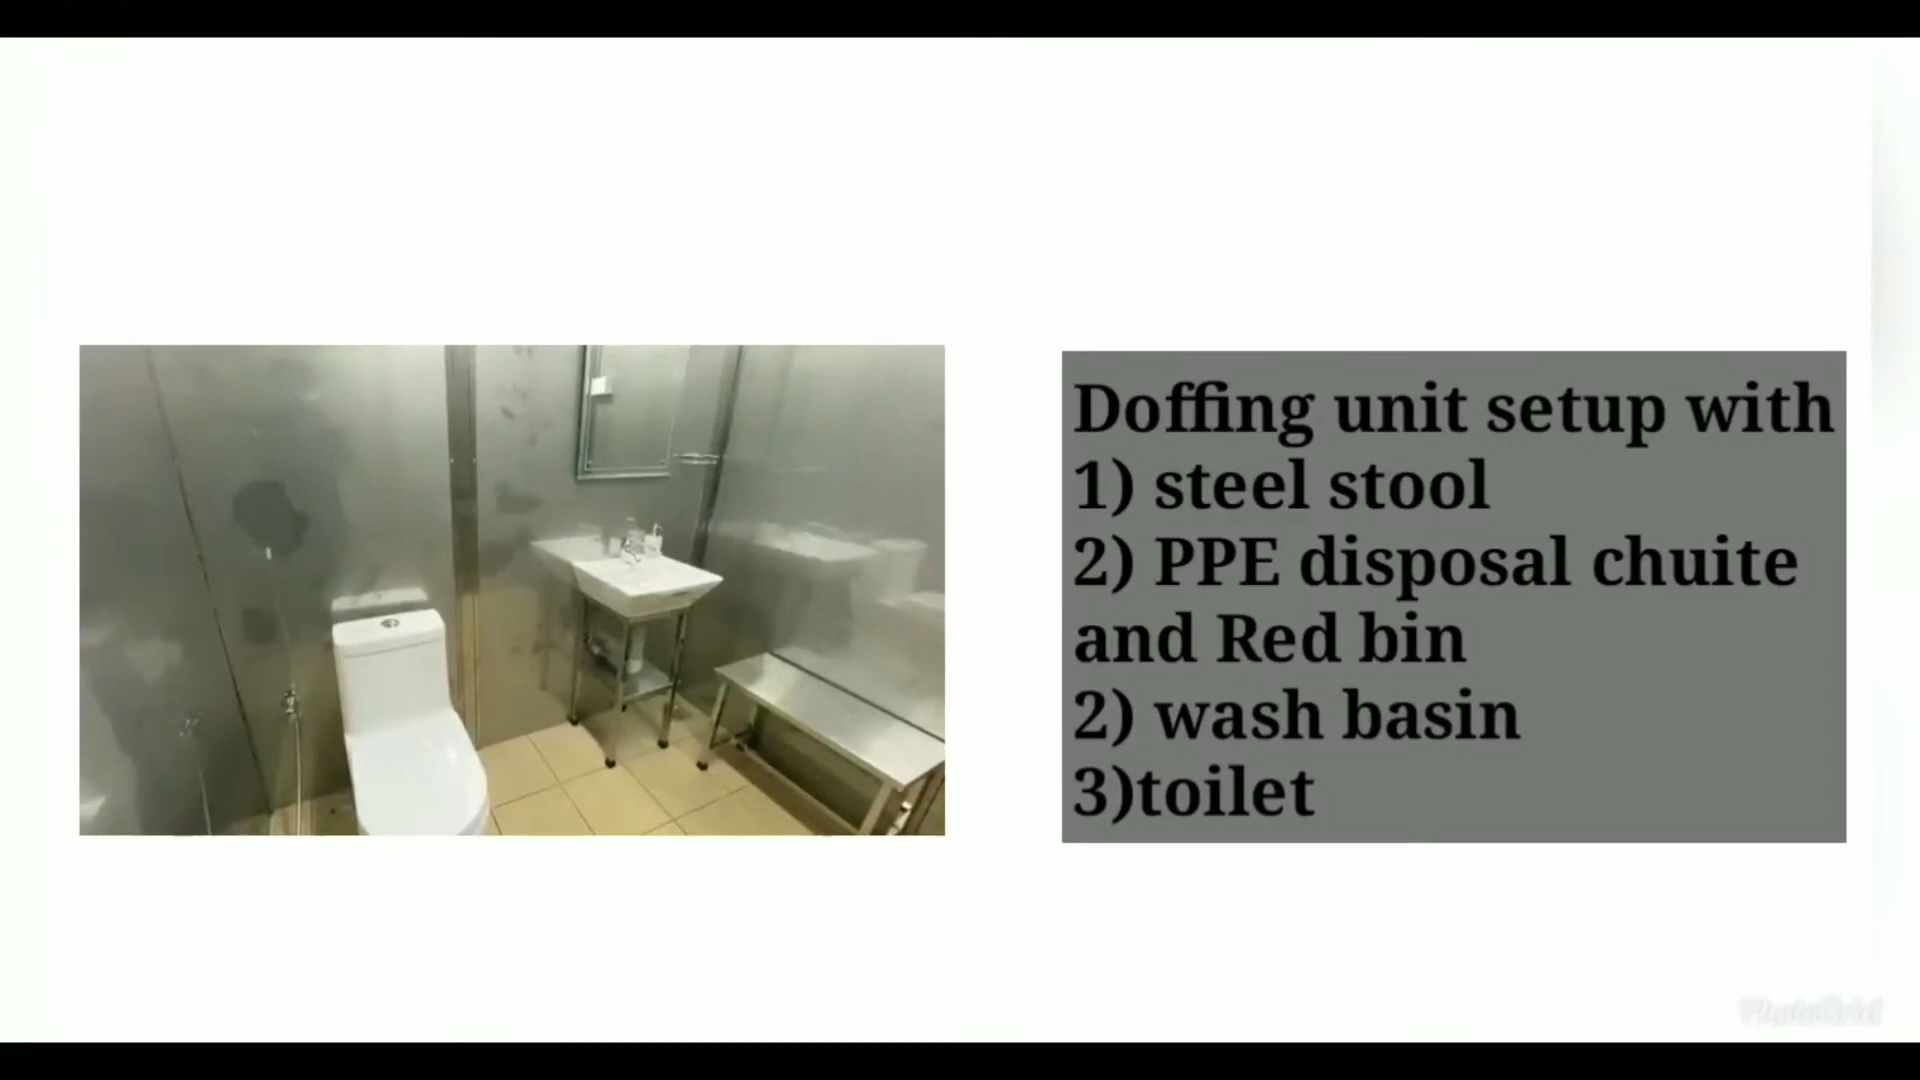 Doffing unit setup with
1) steel stool
2) PPE disposal chuite
and Red bin
2) wash basin
3)toilet
PhotoGrid